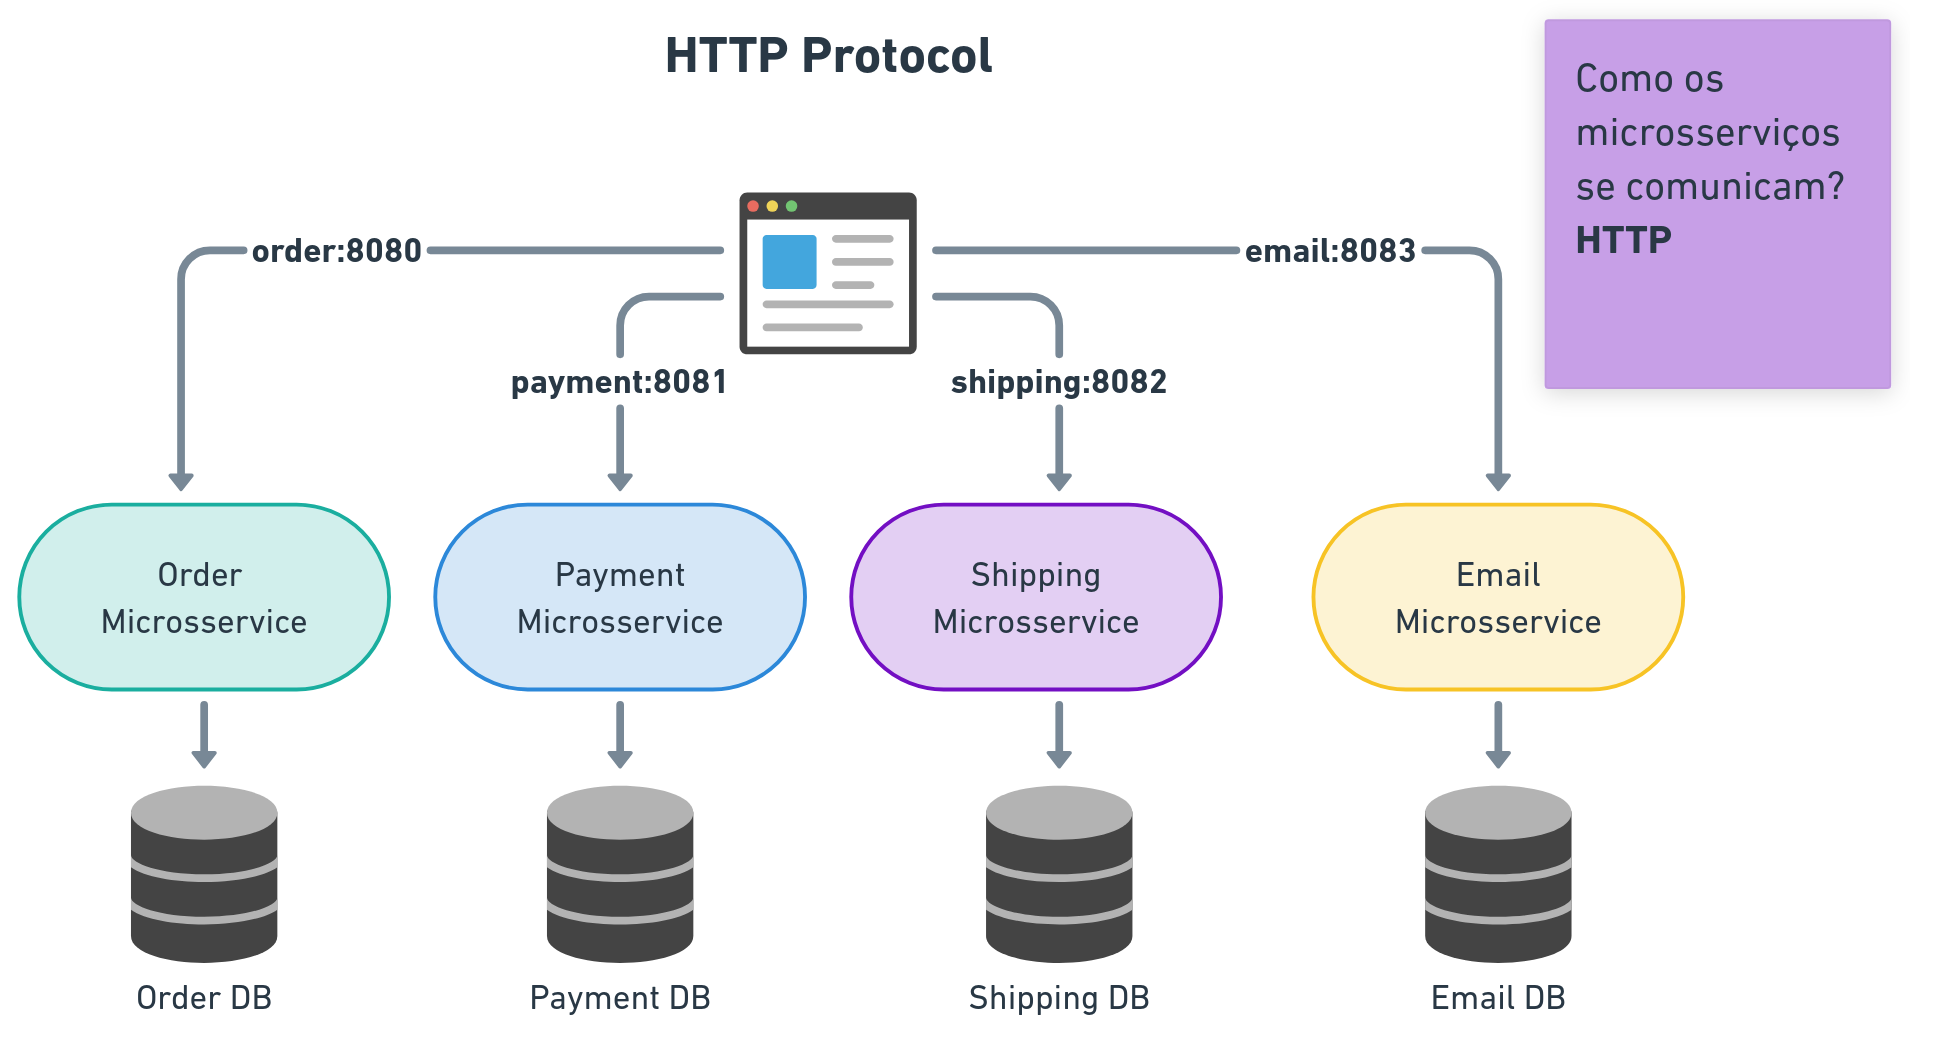 HTTP Protocol
Como os
microsserviços
se comunicam?
HTTP
order:8080
email:8083
payment:8081
shipping:8082
Order
Microsservice
Payment
Microsservice
Shipping
Microsservice
Email
Microsservice
Order DB
Payment DB
Shipping DB
Email DB